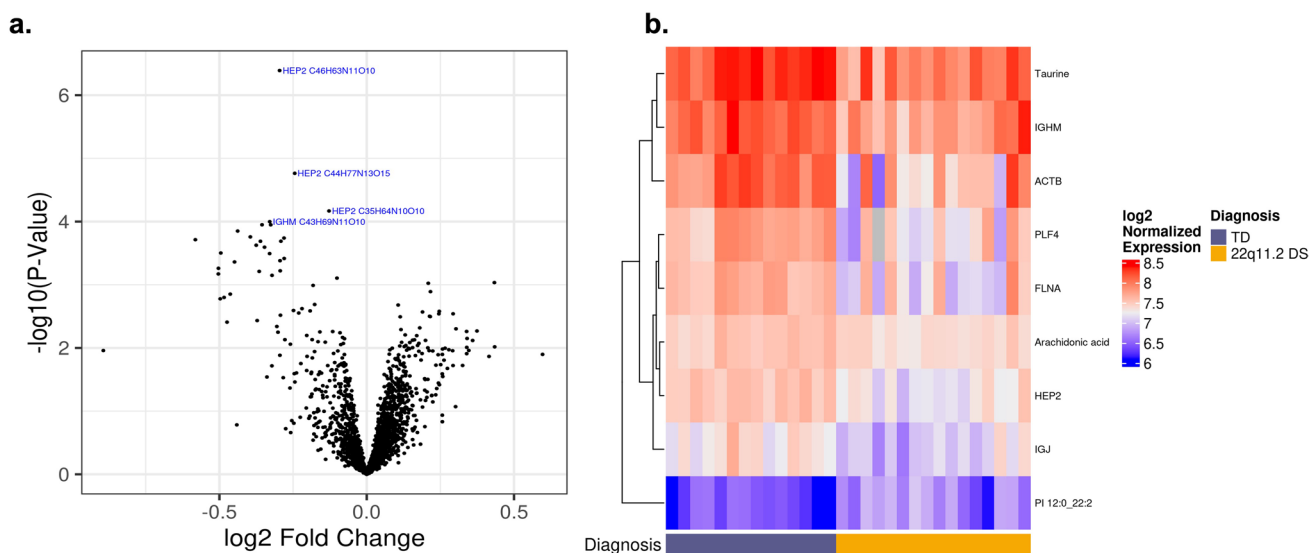 a.
-log10(P-Value)
6
4
2
0
HEP2 C46H63N11O10
HEP2 C44H77N13O15
HEP2 C35H64N10O10
IGHM C43H69N11O10
-0.5
0.0
0.5
log2 Fold Change
b.
Taurine
IGHM
ACTB
PLF4
FLNA
Arachidonic acid
HEP2
IGJ
PI 12:0_22:2
Diagnosis
log2
Normalized
Expression
8.5
8
7.5
7
6.5
6
Diagnosis
TD
22q11.2 DS